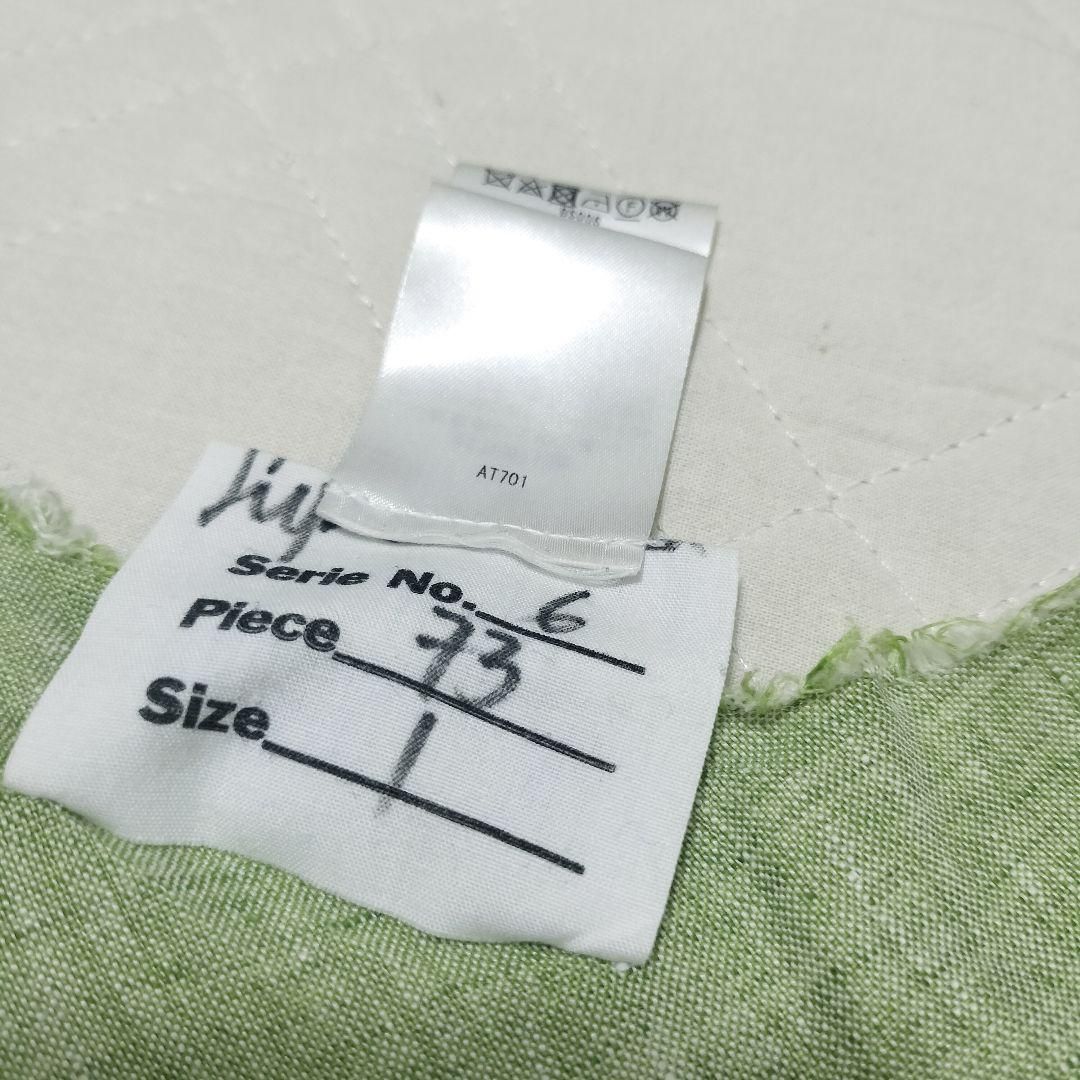 AT701
Serie No. 6
Piece 73
Size 1